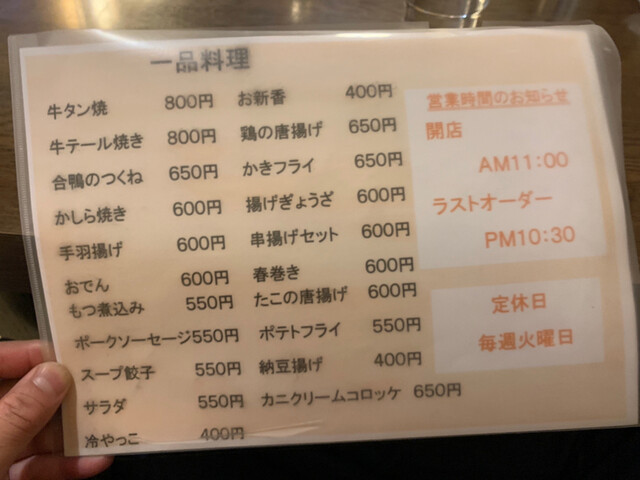 一品料理
牛タン焼 800円
牛テール焼き 800円
合鴨のつくね 650円
かしら焼き 600円
手羽揚げ 600円
おでん 600円
もつ煮込み 550円
ポークソーセージ550円
スープ餃子 550円
サラダ 550円
冷やっこ 400円
お新香 400円
鶏の唐揚げ 650円
かきフライ 650円
揚げぎょうざ 600円
串揚げセット 600円
春巻き 600円
たこの唐揚げ 600円
ポテトフライ 550円
納豆揚げ 400円
カニクリームコロッケ 650円
営業時間のお知らせ
開店
AM11:00
ラストオーダー
PM10:30
定休日
毎週火曜日